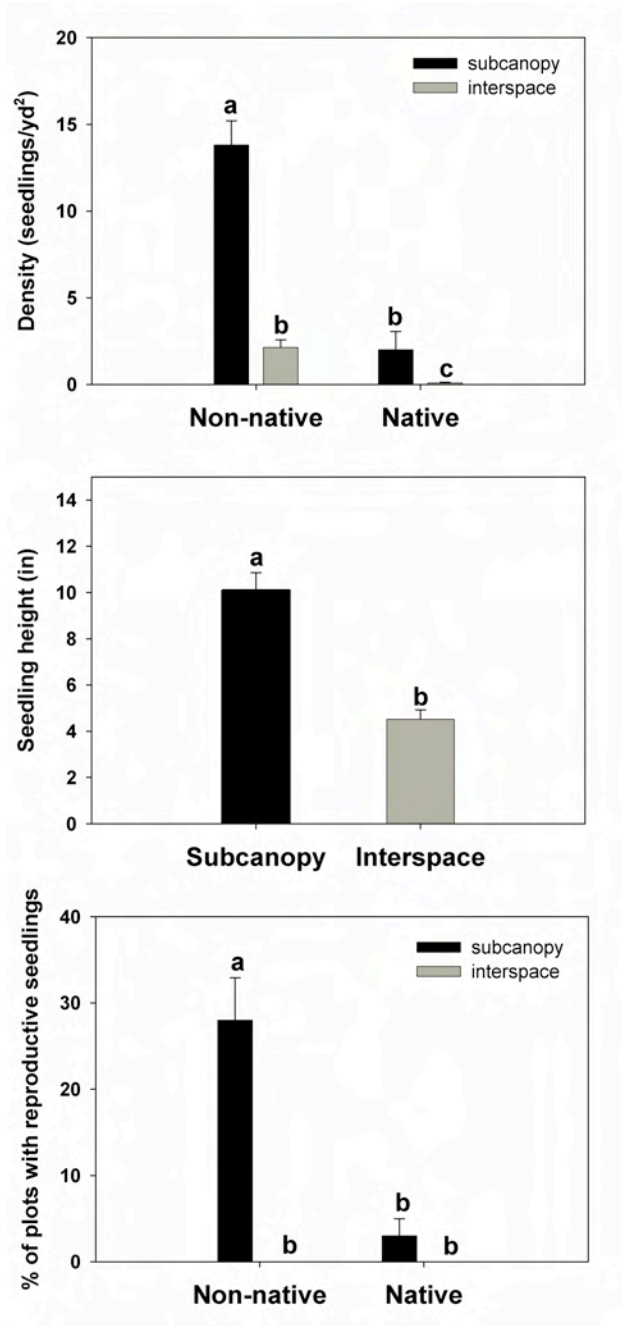 20
subcanopy
interspace
a
15
Density (seedlings/yd²)
10
5
b
b
c
0
Non-native Native
14
12
a
10
Seedling height (in)
8
6
b
4
2
0
Subcanopy Interspace
40
subcanopy
interspace
a
30
% of plots with reproductive seedlings
20
10
b
b
b
0
Non-native Native